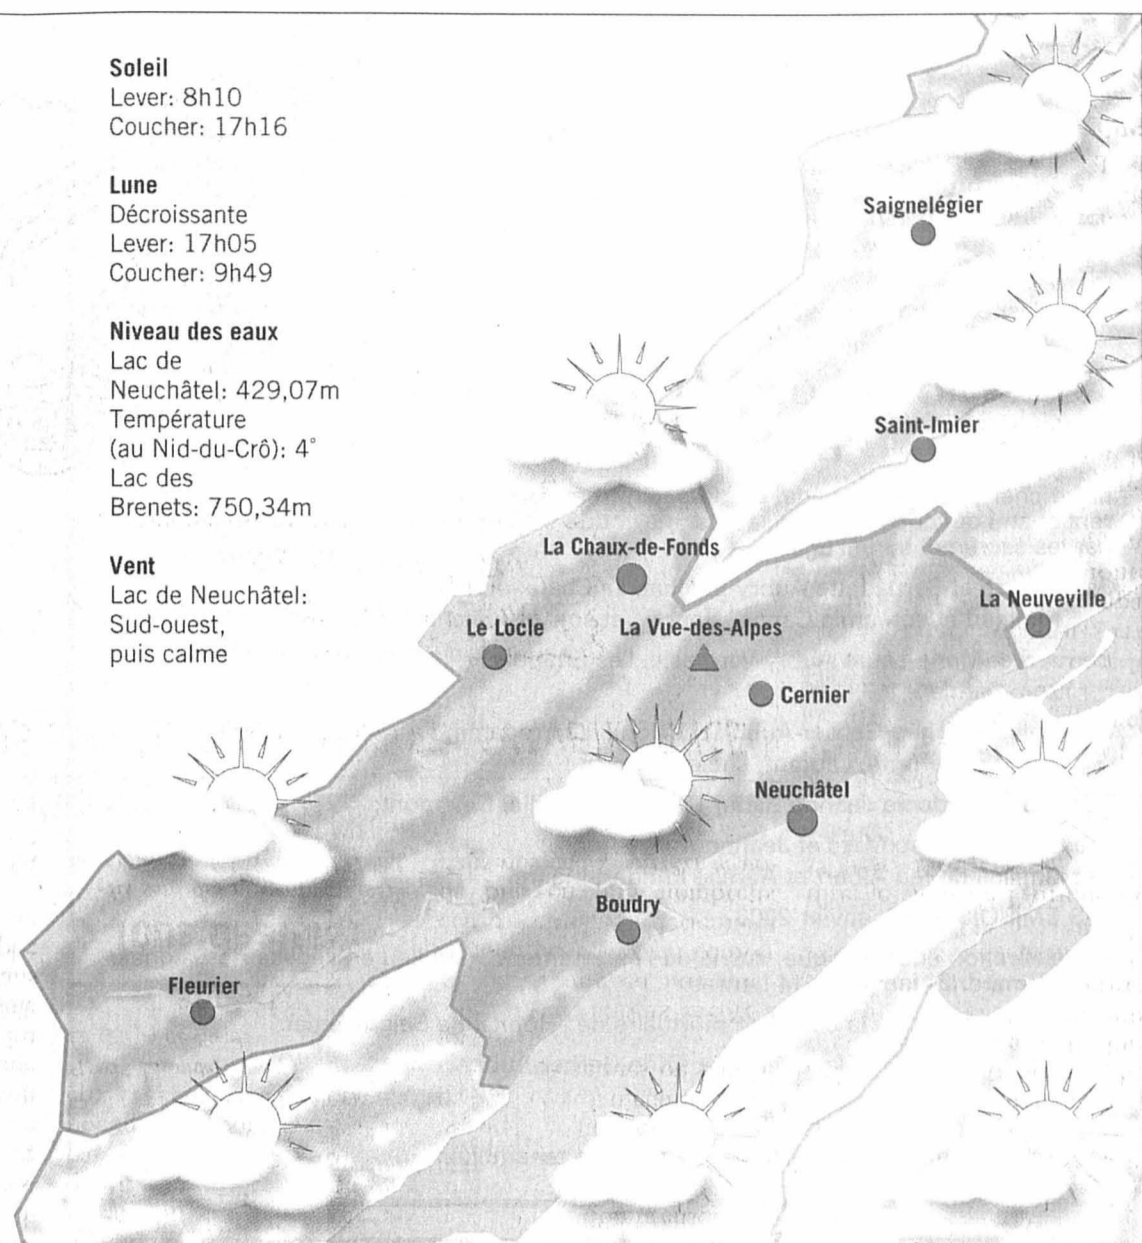 Soleil
Lever: 8h10
Coucher: 17h16
Lune
Décroissante
Lever: 17h05
Coucher: 9h49
Niveau des eaux
Lac de
Neuchâtel: 429,07m
Température
(au Nid-du-Crô): 4°
Lac des
Brenets: 750,34m
Vent
Lac de Neuchâtel:
Sud-ouest,
puis calme
Saignelégier
Saint-Imier
La Chaux-de-Fonds
La Neuveville
Le Locle
La Vue-des-Alpes
Cernier
Neuchâtel
Boudry
Fleurier